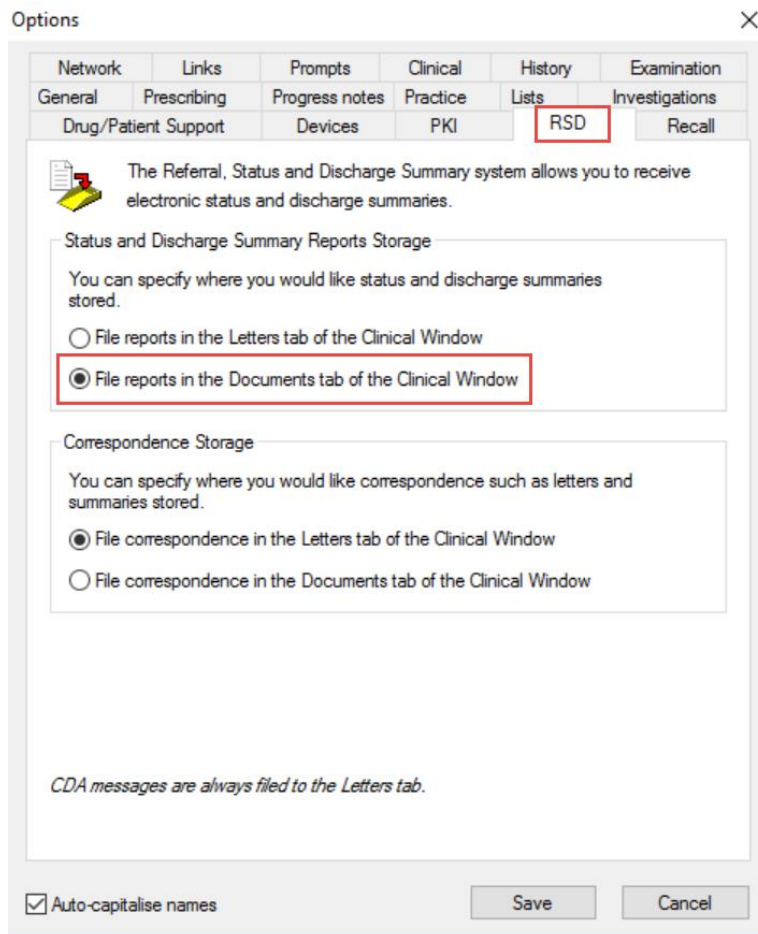 Options
Network Links Prompts Clinical History Examination
General Prescribing Progress notes Practice Lists Investigations
Drug/Patient Support Devices PKI RSD Recall
The Referral, Status and Discharge Summary system allows you to receive
electronic status and discharge summaries.
Status and Discharge Summary Reports Storage
You can specify where you would like status and discharge summaries
stored.
File reports in the Letters tab of the Clinical Window
File reports in the Documents tab of the Clinical Window
Correspondence Storage
You can specify where you would like correspondence such as letters and
summaries stored.
File correspondence in the Letters tab of the Clinical Window
File correspondence in the Documents tab of the Clinical Window
CDA messages are always filed to the Letters tab.
Auto-capitalise names Save Cancel